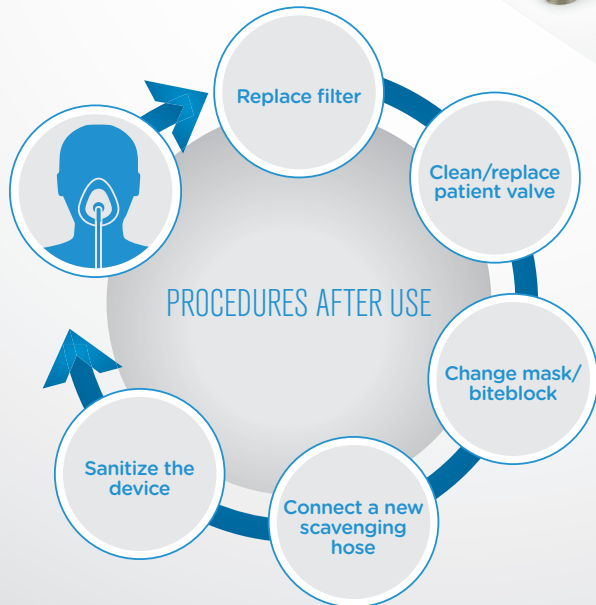 Replace filter
Clean/replace
patient valve
PROCEDURES AFTER USE
Change mask/
biteblock
Connect a new
scavenging
hose
Sanitize the
device